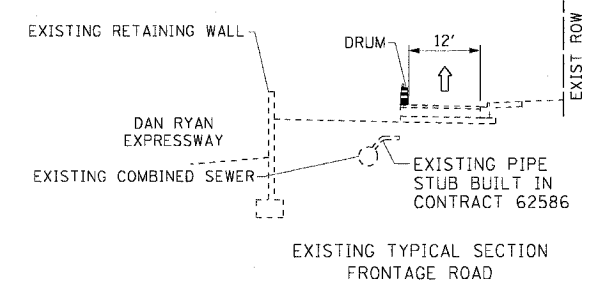 EXISTING RETAINING WALL
DRUM
12'
EXIST ROW
DAN RYAN
EXPRESSWAY
EXISTING COMBINED SEWER
EXISTING PIPE
STUB BUILT IN
CONTRACT 62586
EXISTING TYPICAL SECTION
FRONTAGE ROAD